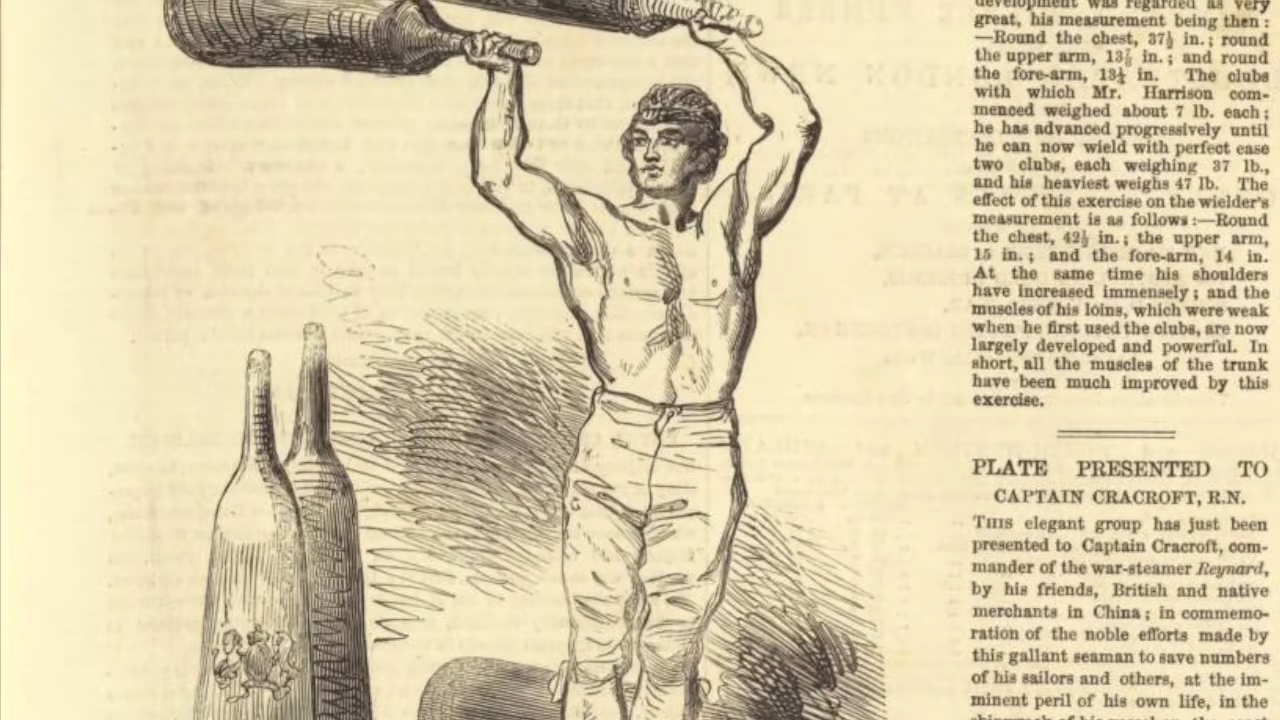 development was regarded as very
great, his measurement being then :
—Round the chest, 37½ in.; round
the upper arm, 13⅞ in.; and round
the fore-arm, 13¼ in. The clubs
with which Mr. Harrison com-
menced weighed about 7 lb. each;
he has advanced progressively until
he can now wield with perfect ease
two clubs, each weighing 37 lb.,
and his heaviest weighs 47 lb. The
effect of this exercise on the wielder's
measurement is as follows:—Round
the chest, 42½ in.; the upper arm,
15 in.; and the fore-arm, 14 in.
At the same time his shoulders
have increased immensely; and the
muscles of his loins, which were weak
when he first used the clubs, are now
largely developed and powerful. In
short, all the muscles of the trunk
have been much improved by this
exercise.
PLATE PRESENTED TO
CAPTAIN CRACROFT, R.N.
THIS elegant group has just been
presented to Captain Cracroft, com-
mander of the war-steamer Reynard,
by his friends, British and native
merchants in China; in commemo-
ration of the noble efforts made by
this gallant seaman to save numbers
of his sailors and others, at the im-
minent peril of his own life, in the